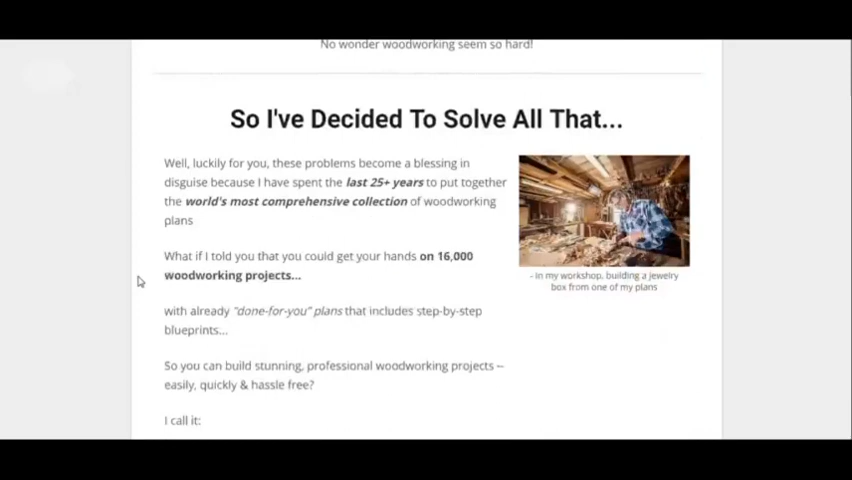 No wonder woodworking seem so hard!
So I've Decided To Solve All That...
Well, luckily for you, these problems become a blessing in
disguise because I have spent the last 25+ years to put together
the world's most comprehensive collection of woodworking
plans
What if I told you that you could get your hands on 16,000
woodworking projects...
with already "done-for-you" plans that includes step-by-step
blueprints...
So you can build stunning, professional woodworking projects –
easily, quickly & hassle free?
I call it:
- in my workshop, building a jewelry
box from one of my plans